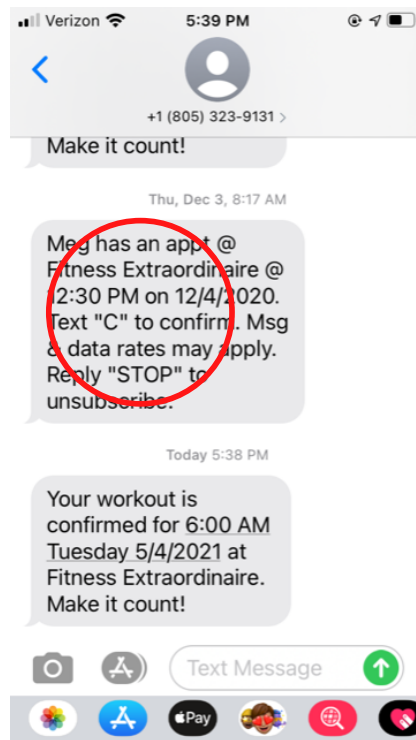 Verizon 5:39 PM
+1 (805) 323-9131 >
Make it count!
Thu, Dec 3, 8:17 AM
Meg has an appt @
Fitness Extraordinaire @
12:30 PM on 12/4/2020.
Text "C" to confirm. Msg
& data rates may apply.
Reply "STOP" to
unsubscribe.
Today 5:38 PM
Your workout is
confirmed for 6:00 AM
Tuesday 5/4/2021 at
Fitness Extraordinaire.
Make it count!
Text Message
Pay